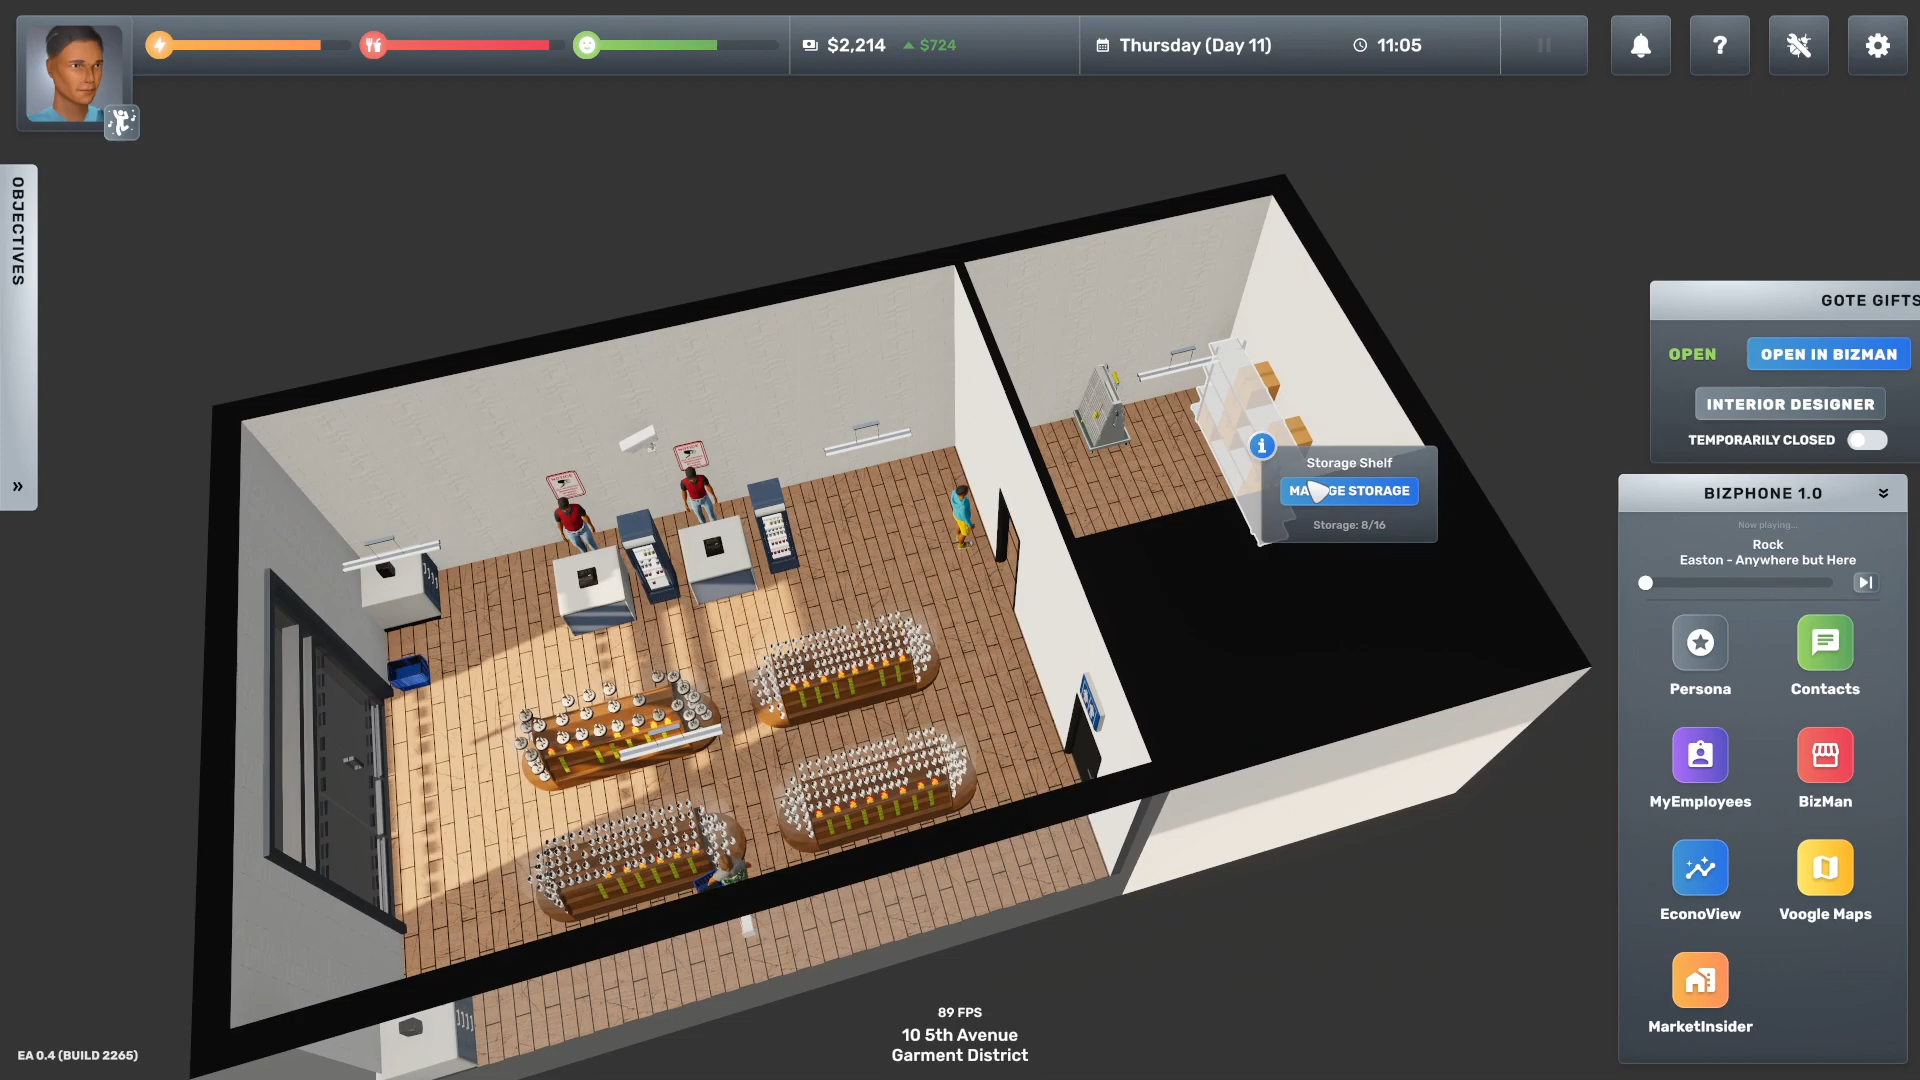 $2,214
$724
Thursday (Day 11)
11:05
?
OBJECTIVES
»
GOTE GIFTS
OPEN
OPEN IN BIZMAN
INTERIOR DESIGNER
TEMPORARILY CLOSED
Storage Shelf
STORAGE
Storage: 8/16
BIZPHONE 1.0
Now playing...
Rock
Easton - Anywhere but Here
Persona
Contacts
MyEmployees
BizMan
EconoView
Voogle Maps
MarketInsider
89 FPS
10 5th Avenue
Garment District
EA 0.4 (BUILD 2265)